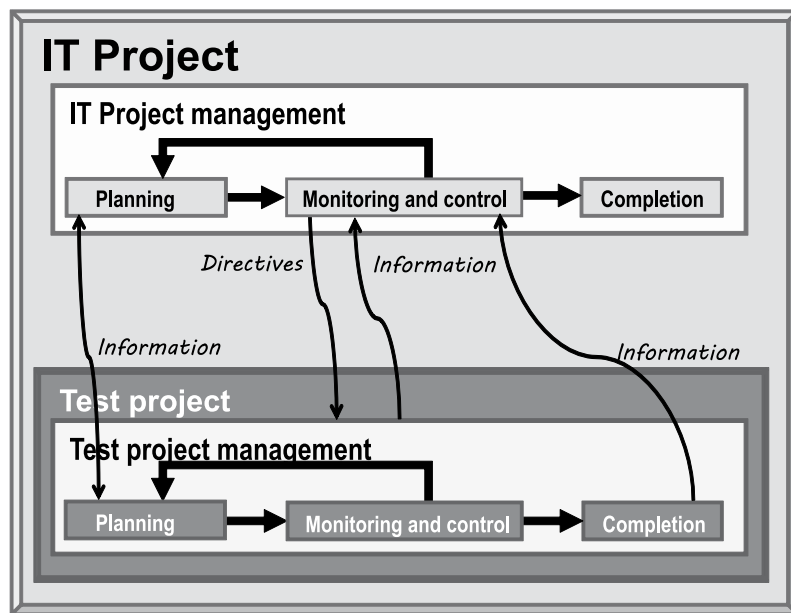 IT Project
IT Project management
Planning
Monitoring and control
Completion
Directives
Information
Information
Information
Test project
Test project management
Planning
Monitoring and control
Completion